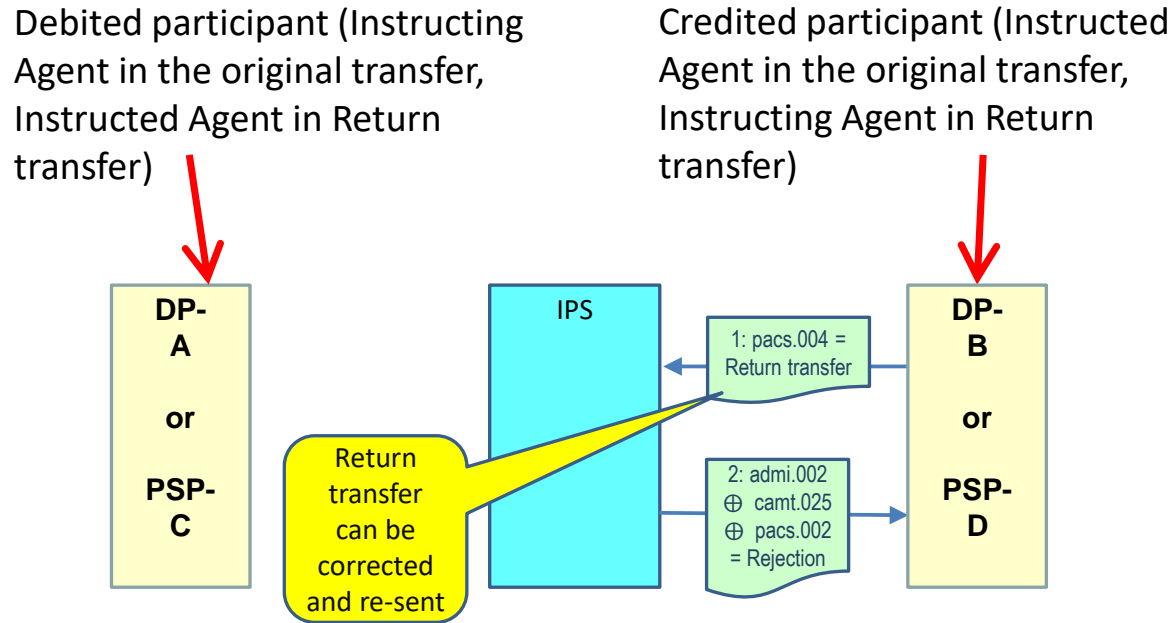 Debited participant (Instructing
Agent in the original transfer,
Instructed Agent in Return
transfer)
Credited participant (Instructed
Agent in the original transfer,
Instructing Agent in Return
transfer)
DP-
A
or
PSP-
C
IPS
1: pacs.004 =
Return transfer
DP-
B
or
PSP-
D
Return
transfer
can be
corrected
and re-sent
2: admi.002
⊕ camt.025
⊕ pacs.002
= Rejection